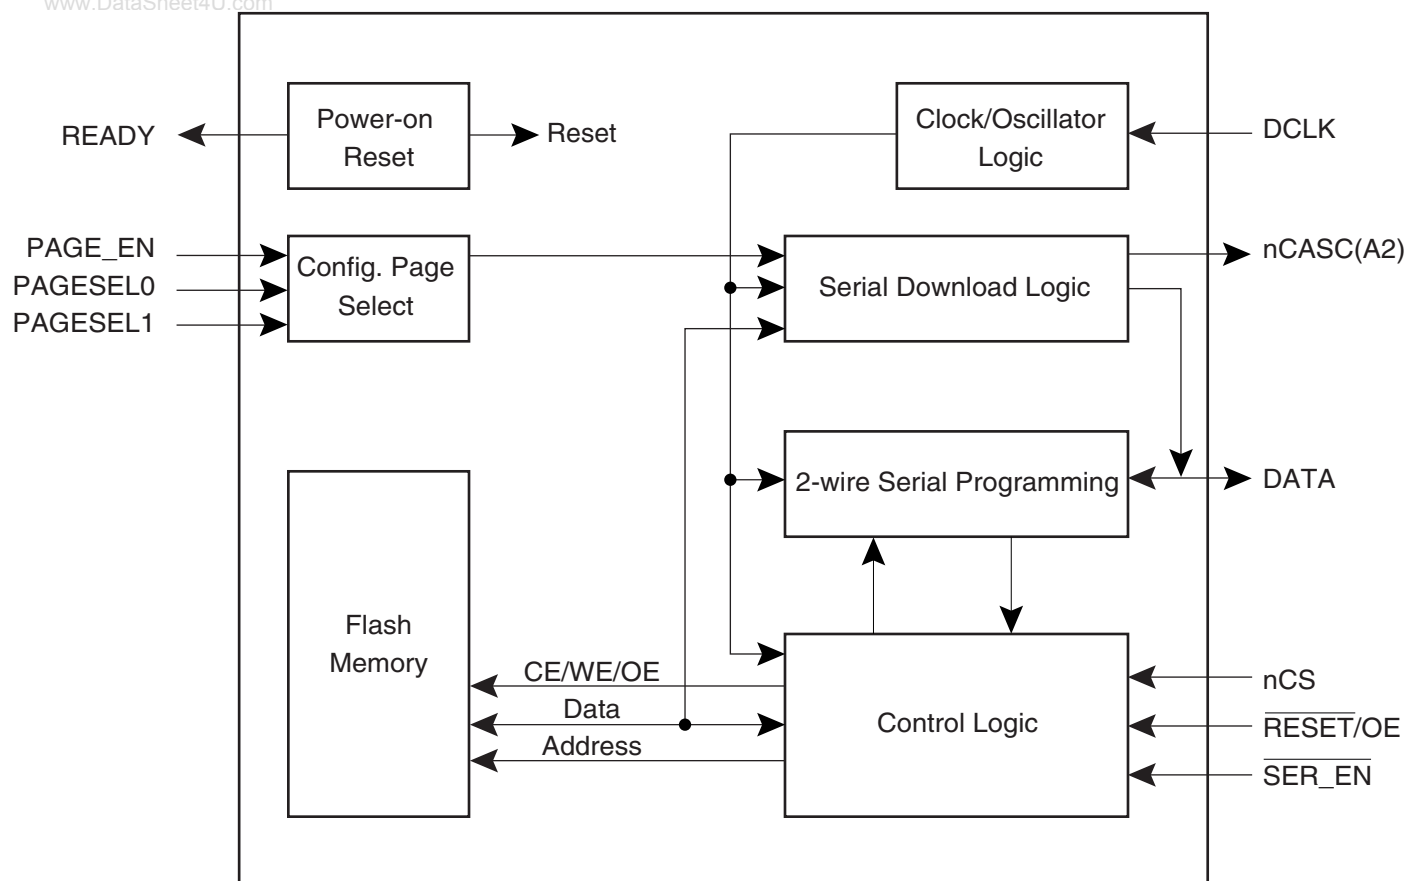 www.DataSheet4U.com
READY
Power-on
Reset
Reset
Clock/Oscillator
Logic
DCLK
PAGE_EN
PAGESEL0
PAGESEL1
Config. Page
Select
Serial Download Logic
nCASC(A2)
2-wire Serial Programming
DATA
Flash
Memory
CE/WE/OE
Data
Address
Control Logic
nCS
R̅E̅S̅E̅T̅/OE
S̅E̅R̅_̅E̅N̅